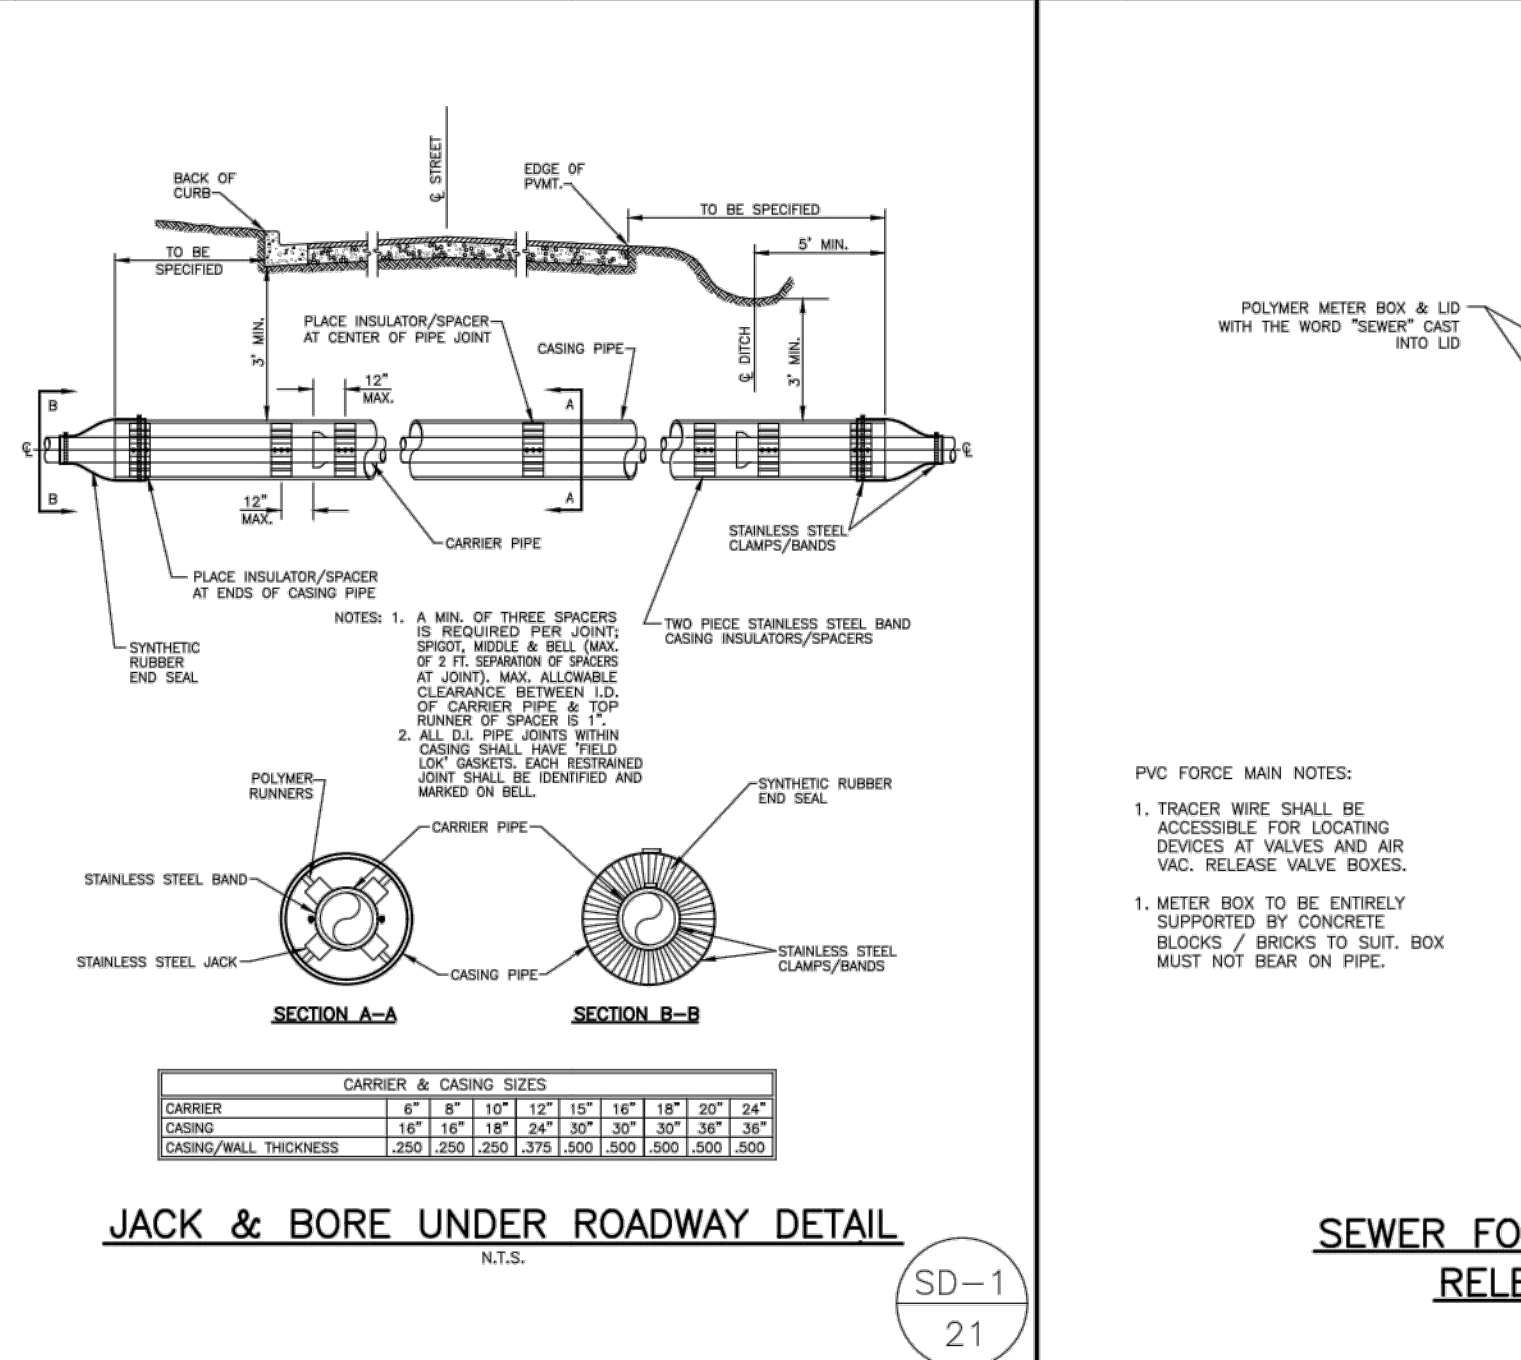 ℄ STREET
BACK OF
CURB
EDGE OF
PVMT.
TO BE SPECIFIED
5' MIN.
TO BE
SPECIFIED
3' MIN.
PLACE INSULATOR/SPACER
AT CENTER OF PIPE JOINT
CASING PIPE
℄ DITCH
3' MIN.
12"
MAX.
B
A
℄
℄
B
A
12"
MAX.
CARRIER PIPE
STAINLESS STEEL
CLAMPS/BANDS
PLACE INSULATOR/SPACER
AT ENDS OF CASING PIPE
SYNTHETIC
RUBBER
END SEAL
TWO PIECE STAINLESS STEEL BAND
CASING INSULATORS/SPACERS
NOTES: 1. A MIN. OF THREE SPACERS
IS REQUIRED PER JOINT;
SPIGOT, MIDDLE & BELL (MAX.
OF 2 FT. SEPARATION OF SPACERS
AT JOINT). MAX. ALLOWABLE
CLEARANCE BETWEEN I.D.
OF CARRIER PIPE & TOP
RUNNER OF SPACER IS 1".
2. ALL D.I. PIPE JOINTS WITHIN
CASING SHALL HAVE 'FIELD
LOK' GASKETS. EACH RESTRAINED
JOINT SHALL BE IDENTIFIED AND
MARKED ON BELL.
POLYMER
RUNNERS
SYNTHETIC RUBBER
END SEAL
CARRIER PIPE
STAINLESS STEEL BAND
STAINLESS STEEL JACK
CASING PIPE
STAINLESS STEEL
CLAMPS/BANDS
SECTION A-A
SECTION B-B
CARRIER & CASING SIZES
CARRIER 6" 8" 10" 12" 15" 16" 18" 20" 24"
CASING 16" 16" 18" 24" 30" 30" 30" 36" 36"
CASING/WALL THICKNESS .250 .250 .250 .375 .500 .500 .500 .500 .500
JACK & BORE UNDER ROADWAY DETAIL
N.T.S.
SD-1
21
POLYMER METER BOX & LID
WITH THE WORD "SEWER" CAST
INTO LID
PVC FORCE MAIN NOTES:
1. TRACER WIRE SHALL BE
ACCESSIBLE FOR LOCATING
DEVICES AT VALVES AND AIR
VAC. RELEASE VALVE BOXES.
1. METER BOX TO BE ENTIRELY
SUPPORTED BY CONCRETE
BLOCKS / BRICKS TO SUIT. BOX
MUST NOT BEAR ON PIPE.
SEWER FO
RELE